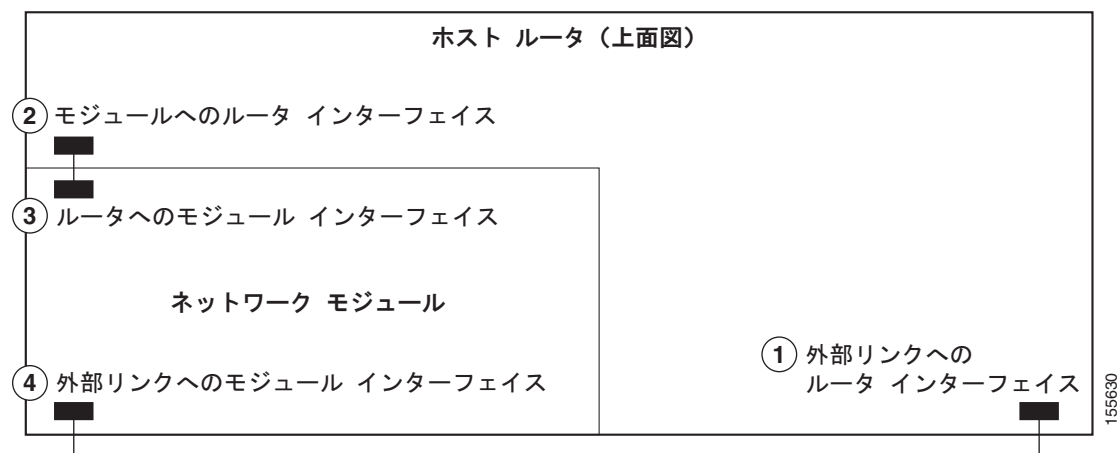 ホスト ルータ（上面図）
2 モジュールへのルータ インターフェイス
3 ルータへのモジュール インターフェイス
ネットワーク モジュール
4 外部リンクへのモジュール インターフェイス
1 外部リンクへの
ルータ インターフェイス
155630